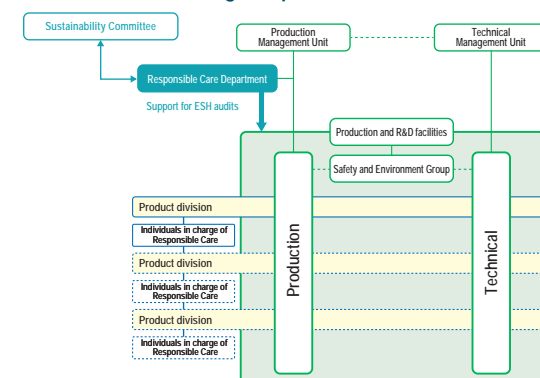 Sustainability Committee
Production
Management Unit
Technical
Management Unit
Responsible Care Department
Support for ESH audits
Production and R&D facilities
Safety and Environment Group
Product division
Individuals in charge of
Responsible Care
Product division
Individuals in charge of
Responsible Care
Product division
Individuals in charge of
Responsible Care
Production
Technical